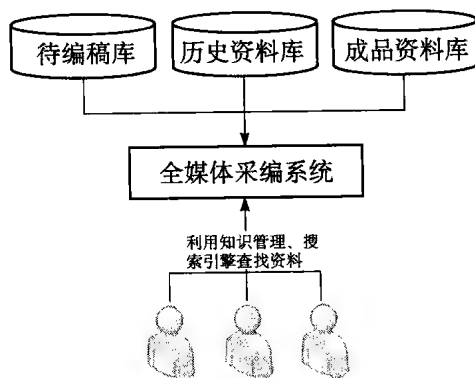 待编稿库
历史资料库
成品资料库
全媒体采编系统
利用知识管理、搜
索引擎查找资料